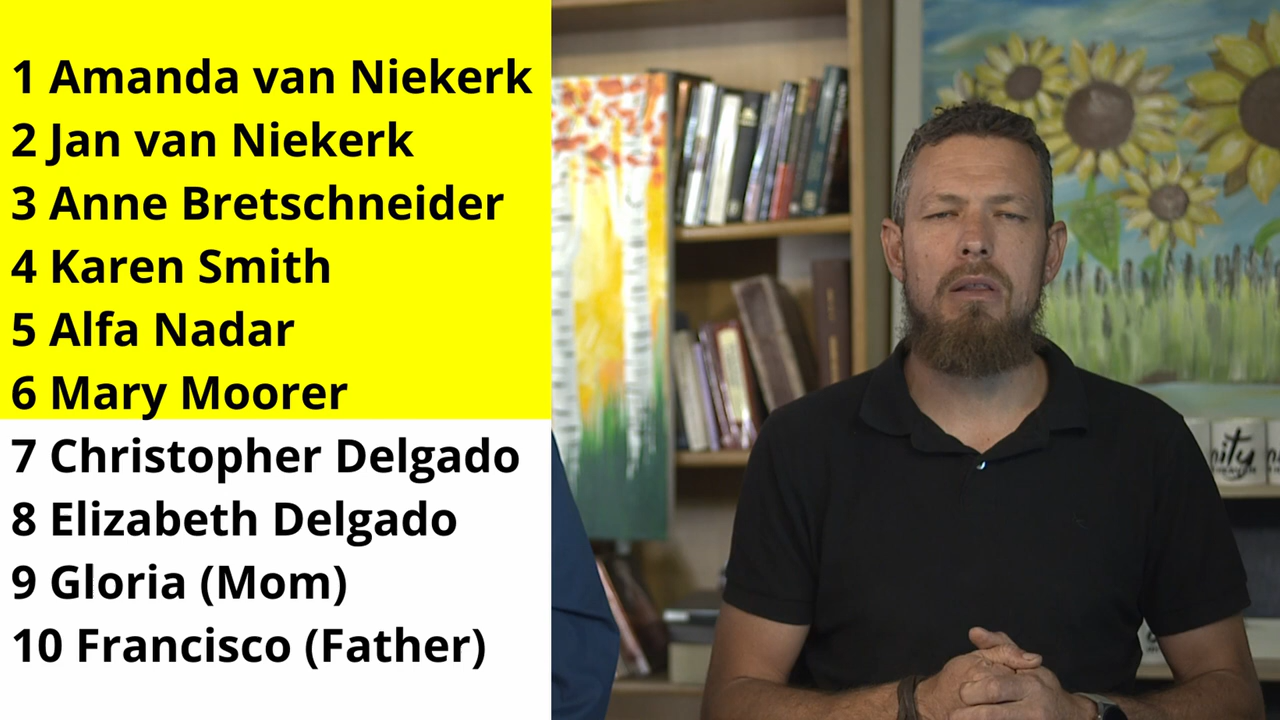 1 Amanda van Niekerk
2 Jan van Niekerk
3 Anne Bretschneider
4 Karen Smith
5 Alfa Nadar
6 Mary Moorer
7 Christopher Delgado
8 Elizabeth Delgado
9 Gloria (Mom)
10 Francisco (Father)